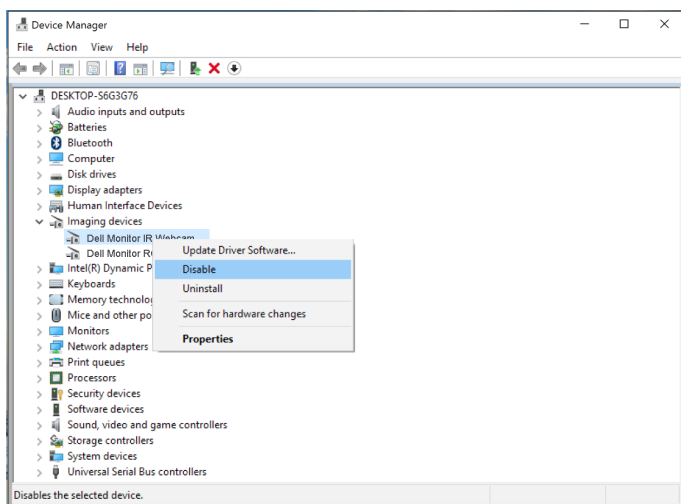 Device Manager
File Action View Help
DESKTOP-S6G3G76
Audio inputs and outputs
Batteries
Bluetooth
Computer
Disk drives
Display adapters
Human Interface Devices
Imaging devices
Dell Monitor IR Webcam
Dell Monitor R
Update Driver Software...
Disable
Uninstall
Scan for hardware changes
Properties
Intel(R) Dynamic P
Keyboards
Memory technolo
Mice and other po
Monitors
Network adapters
Print queues
Processors
Security devices
Software devices
Sound, video and game controllers
Storage controllers
System devices
Universal Serial Bus controllers
Disables the selected device.